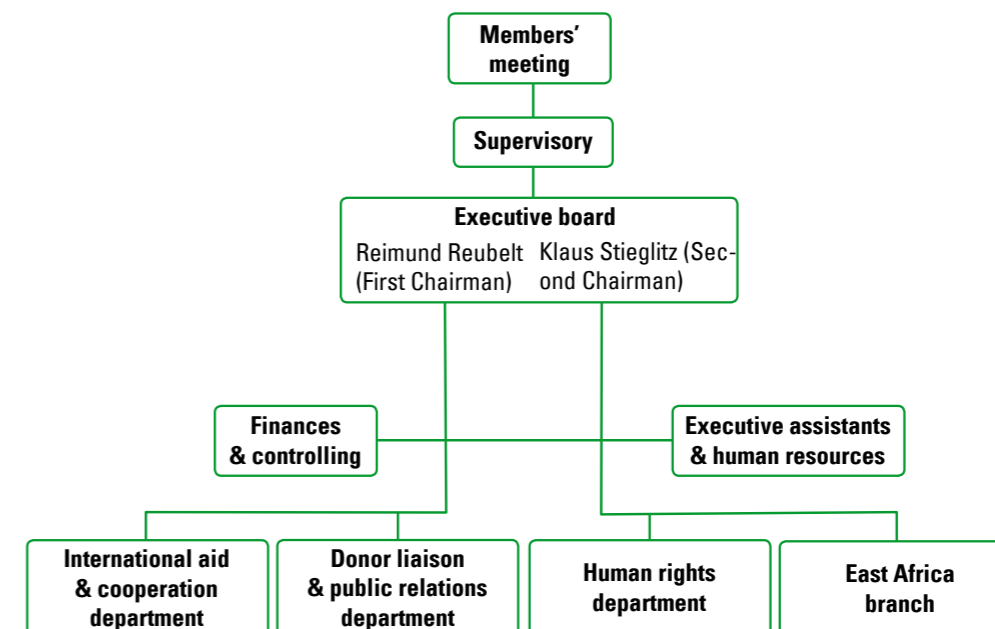 Members’
meeting
Supervisory
Executive board
Reimund Reubelt
(First Chairman)
Klaus Stieglitz (Sec-
ond Chairman)
Finances
& controlling
Executive assistants
& human resources
International aid
& cooperation
department
Donor liaison
& public relations
department
Human rights
department
East Africa
branch